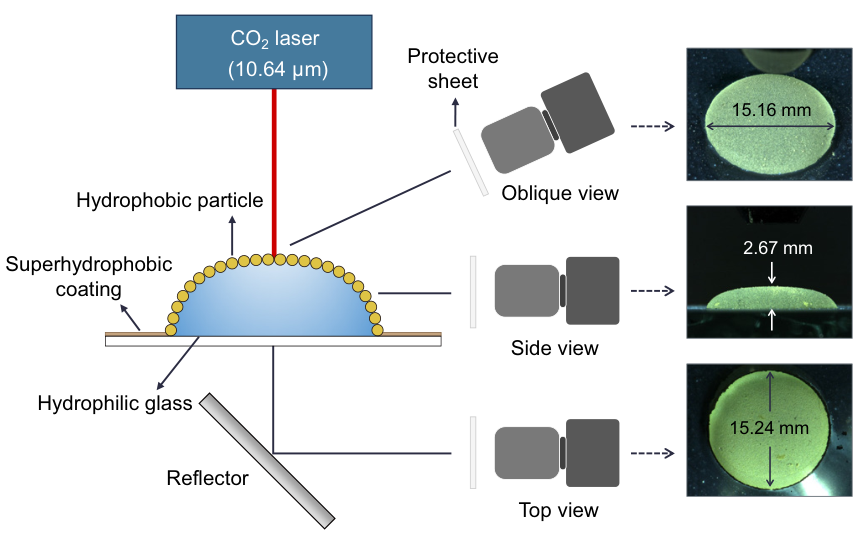 CO₂ laser
(10.64 µm)
Protective
sheet
15.16 mm
Oblique view
Hydrophobic particle
Superhydrophobic
coating
2.67 mm
Side view
Hydrophilic glass
15.24 mm
Reflector
Top view